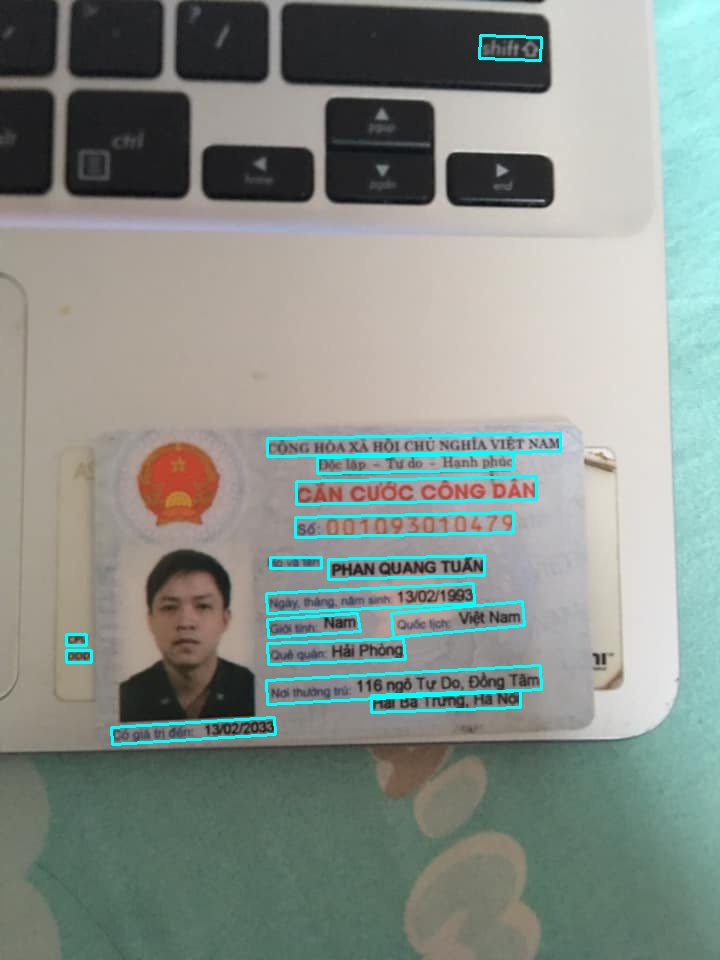 ?
/
shift
ctrl
pgup
home
pgdn
end
CỘNG HÒA XÃ HỘI CHỦ NGHĨA VIỆT NAM
Độc lập – Tự do – Hạnh phúc
CĂN CƯỚC CÔNG DÂN
Số: 001093010479
Họ và tên: PHAN QUANG TUẤN
Ngày, tháng, năm sinh: 13/02/1993
Giới tính: Nam Quốc tịch: Việt Nam
Quê quán: Hải Phòng
Nơi thường trú: 116 ngõ Tự Do, Đồng Tâm
Hai Bà Trưng, Hà Nội
Có giá trị đến: 13/02/2033